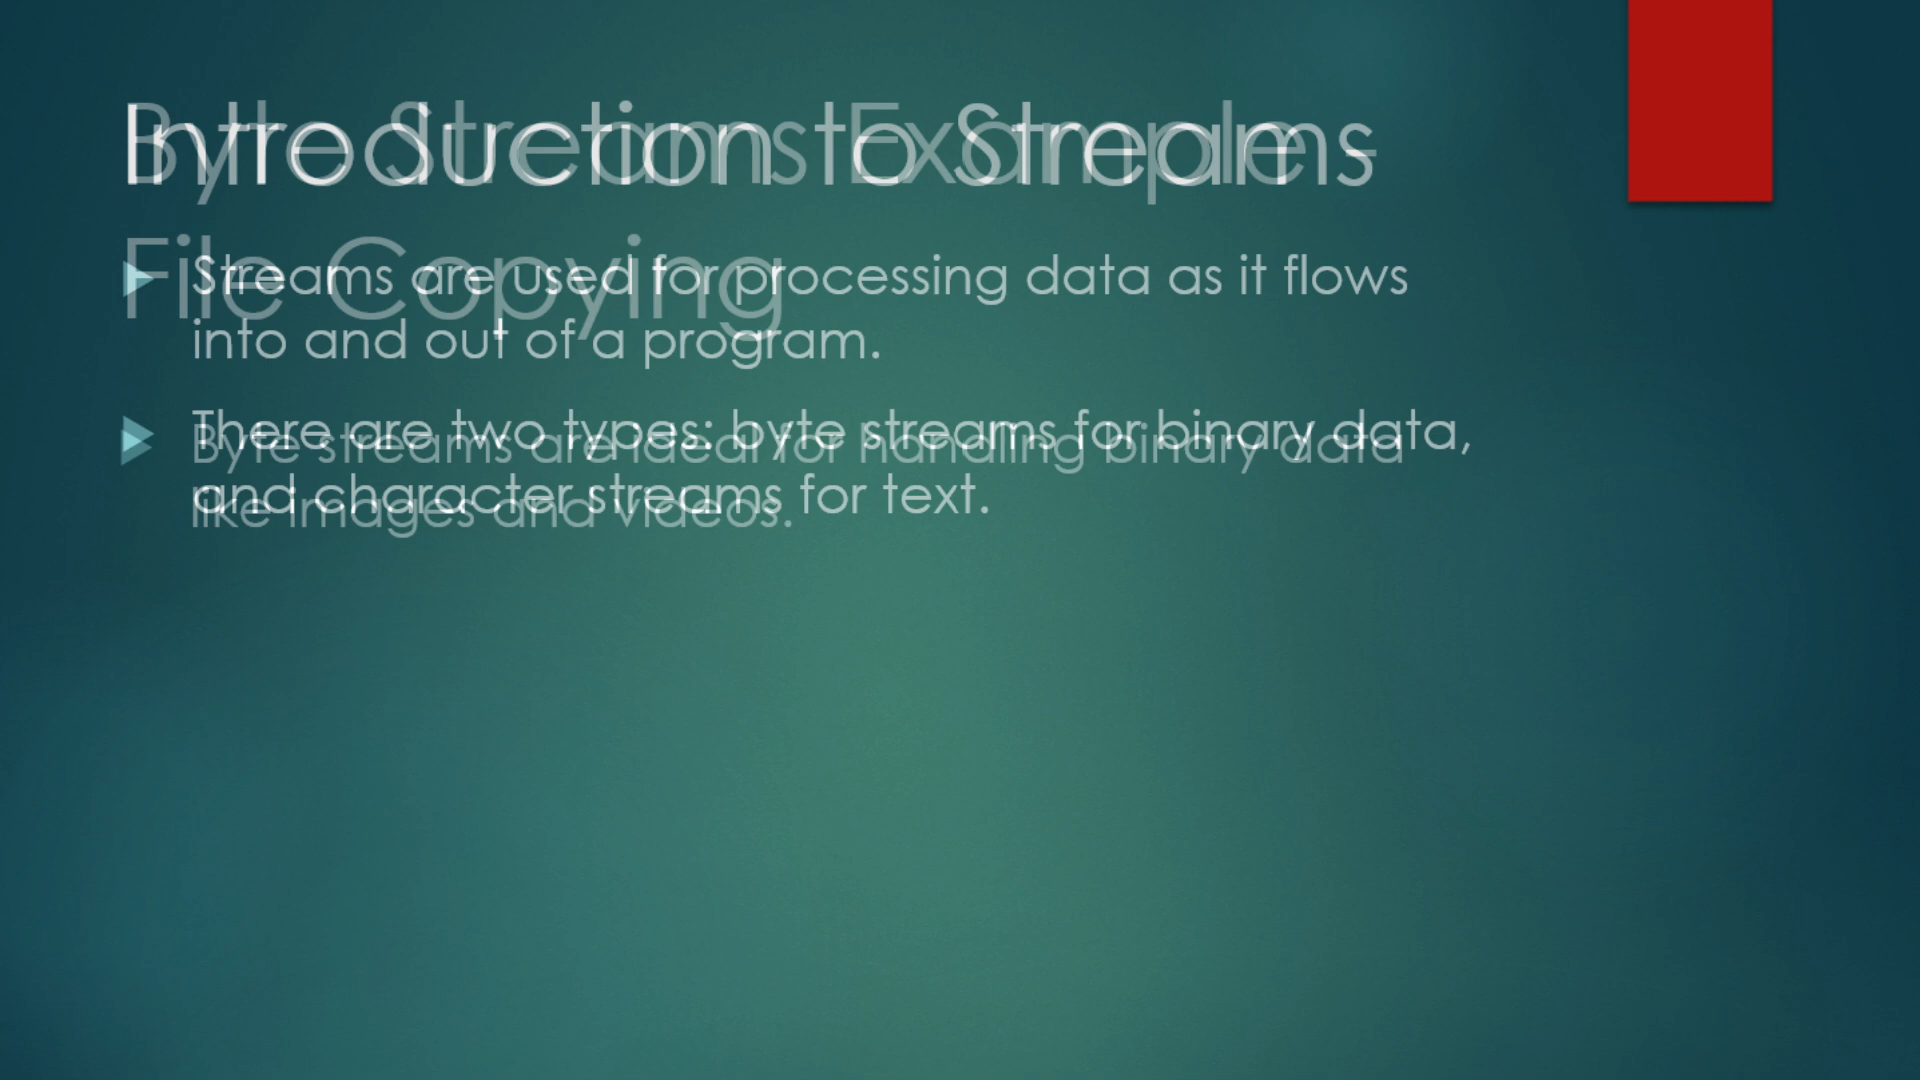 Introduction to Streams
Streams are used for processing data as it flows
into and out of a program.
There are two types: byte streams for binary data,
and character streams for text.
Byte Streams Example -
File Copying
Byte streams are ideal for handling binary data
like images and videos.